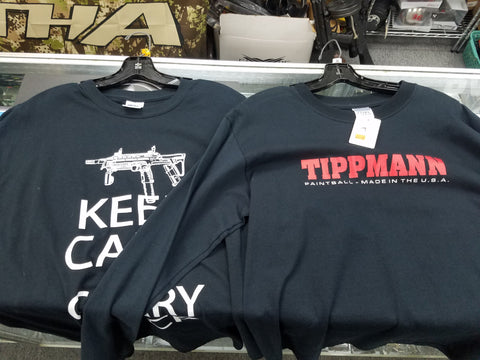 THA
KEE
CA
RY
TIPPMANN
PAINTBALL - MADE IN THE U.S.A.